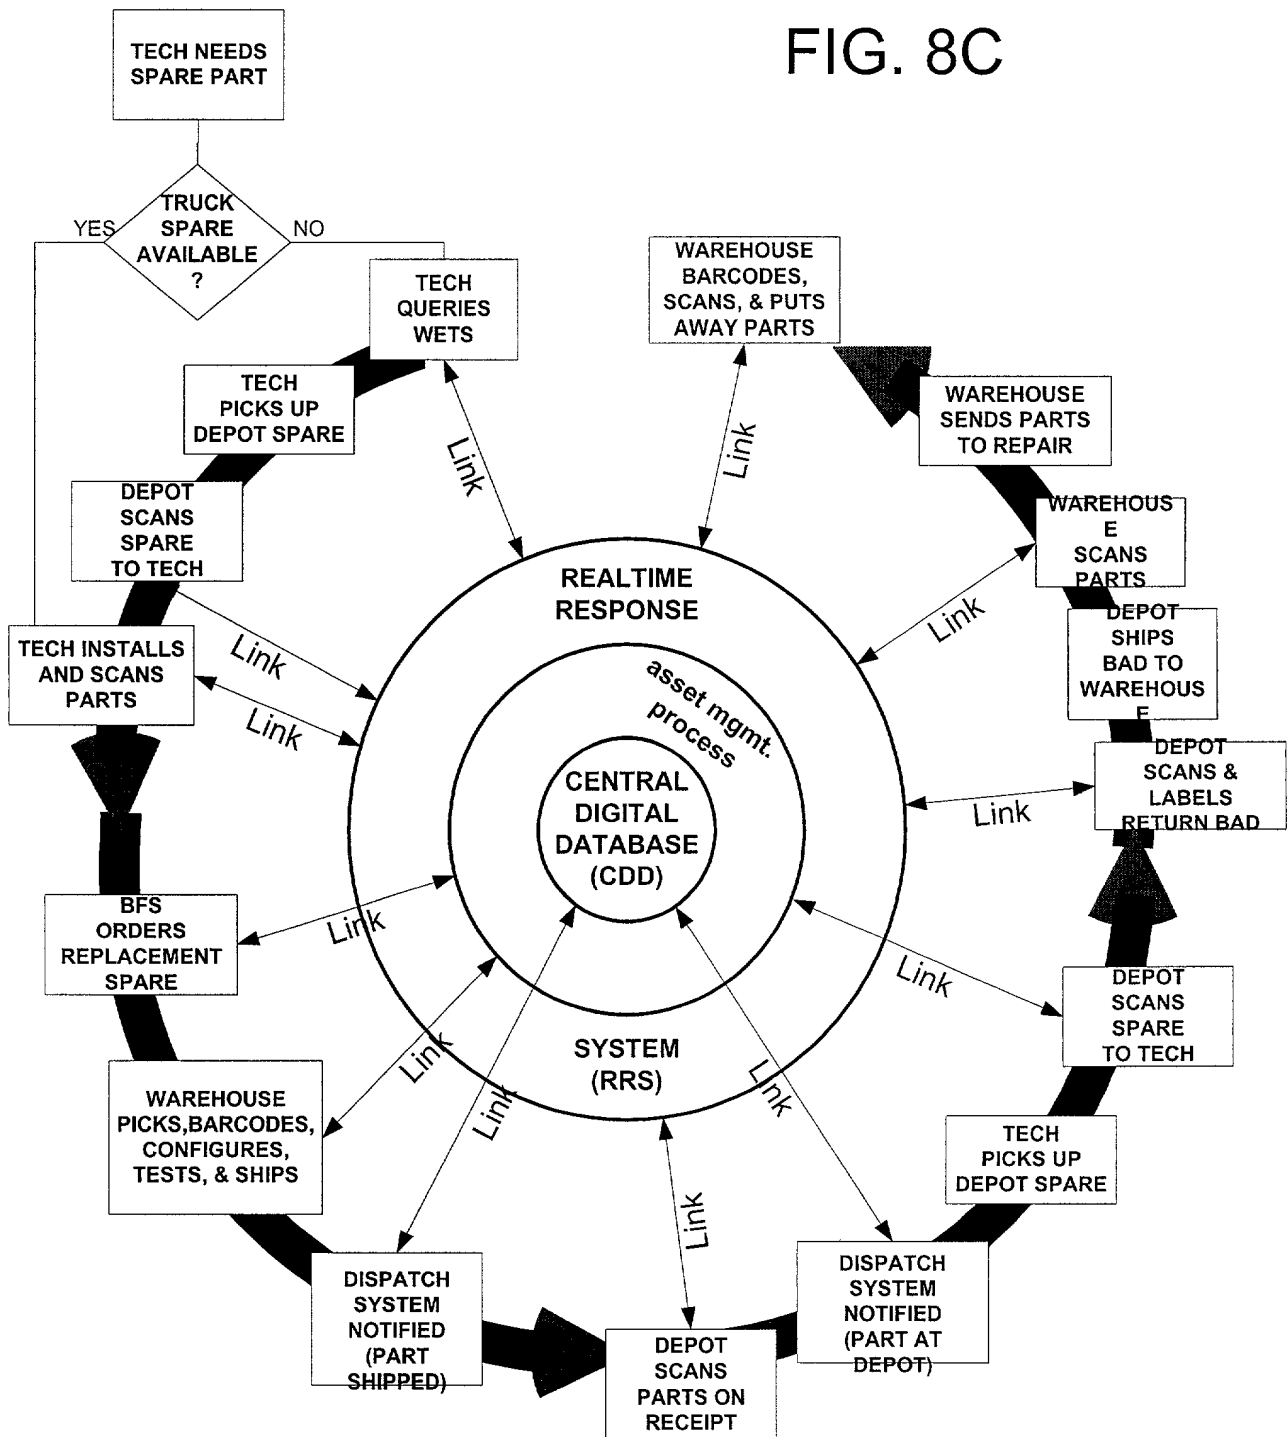 FIG. 8C
TECH NEEDS
SPARE PART
TRUCK
SPARE
AVAILABLE
?
YES
NO
TECH
QUERIES
WETS
TECH
PICKS UP
DEPOT SPARE
DEPOT
SCANS
SPARE
TO TECH
TECH INSTALLS
AND SCANS
PARTS
BFS
ORDERS
REPLACEMENT
SPARE
WAREHOUSE
PICKS,BARCODES,
CONFIGURES,
TESTS, & SHIPS
DISPATCH
SYSTEM
NOTIFIED
(PART
SHIPPED)
DEPOT
SCANS
PARTS ON
RECEIPT
DISPATCH
SYSTEM
NOTIFIED
(PART AT
DEPOT)
TECH
PICKS UP
DEPOT SPARE
DEPOT
SCANS
SPARE
TO TECH
DEPOT
SCANS &
LABELS
RETURN BAD
DEPOT
SHIPS
BAD TO
WAREHOUS
E
WAREHOUS
E
SCANS
PARTS
WAREHOUSE
SENDS PARTS
TO REPAIR
WAREHOUSE
BARCODES,
SCANS, & PUTS
AWAY PARTS
REALTIME
RESPONSE
asset mgmt.
process
CENTRAL
DIGITAL
DATABASE
(CDD)
SYSTEM
(RRS)
Link
Link
Link
Link
Link
Link
Link
Link
Link
Link
Link
Link
Link